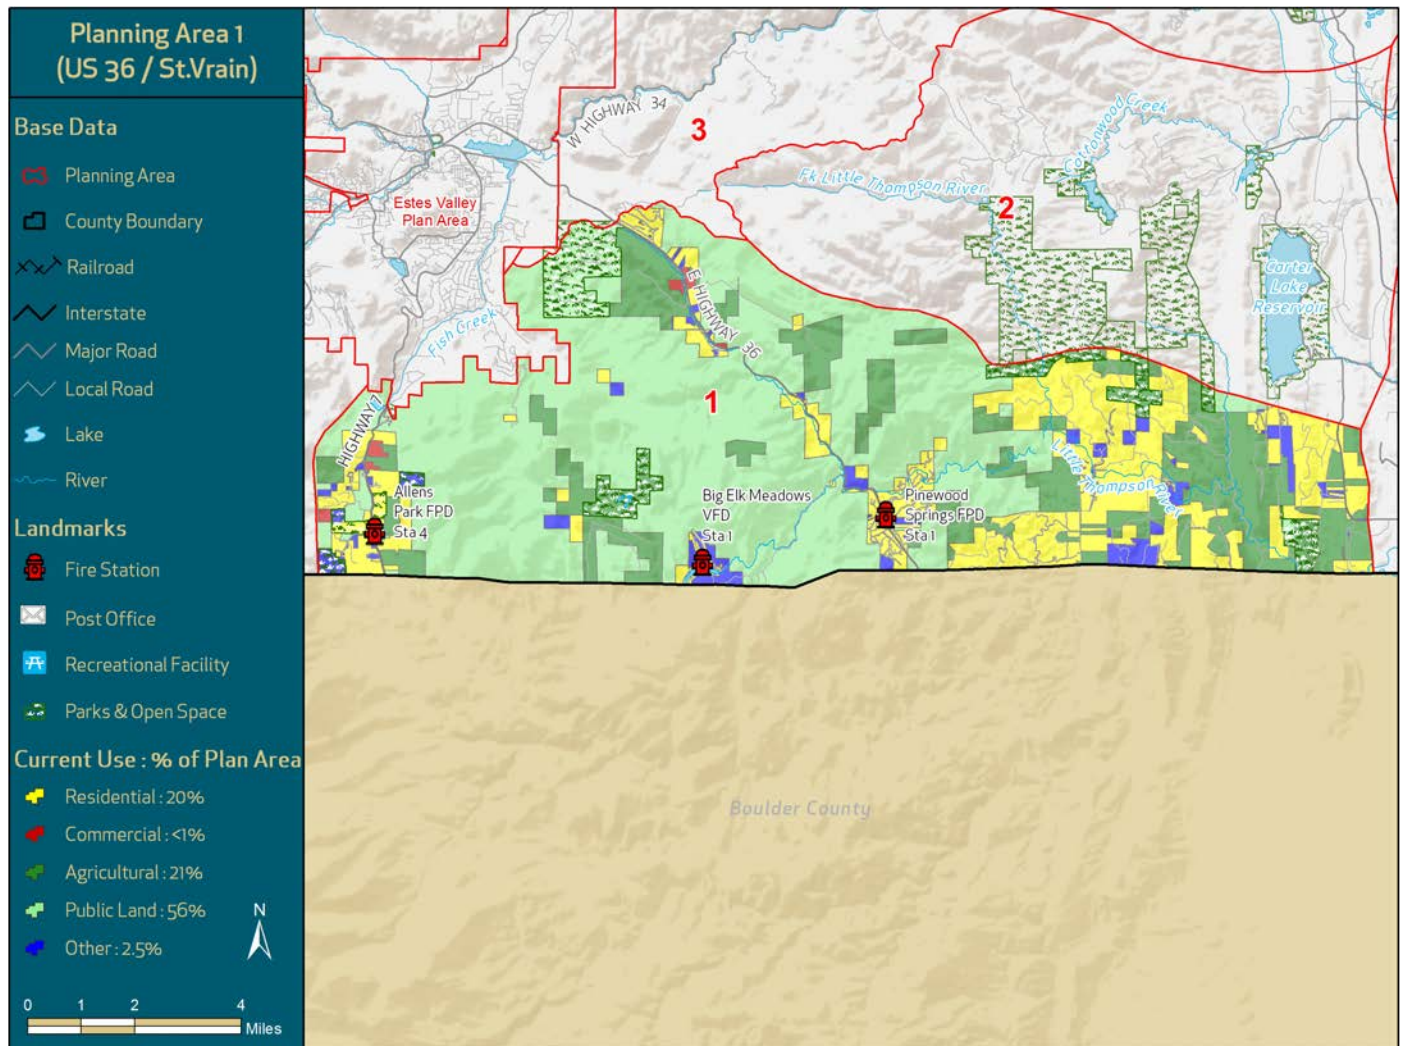 Planning Area 1
(US 36 / St.Vrain)
Base Data
Planning Area
County Boundary
Railroad
Interstate
Major Road
Local Road
Lake
River
Landmarks
Fire Station
Post Office
Recreational Facility
Parks & Open Space
Current Use : % of Plan Area
Residential : 20%
Commercial : <1%
Agricultural : 21%
Public Land : 56%
Other : 2.5%
N
0 1 2 4
Miles
W HIGHWAY 34
3
Cottonwood Creek
Fk Little Thompson River
2
Estes Valley
Plan Area
Carter
Lake
Reservoir
Fish Creek
E HIGHWAY 36
1
HIGHWAY 7
Little Thompson River
Allens
Park FPD
Sta 4
Big Elk Meadows
VFD
Sta 1
Pinewood
Springs FPD
Sta 1
Boulder County